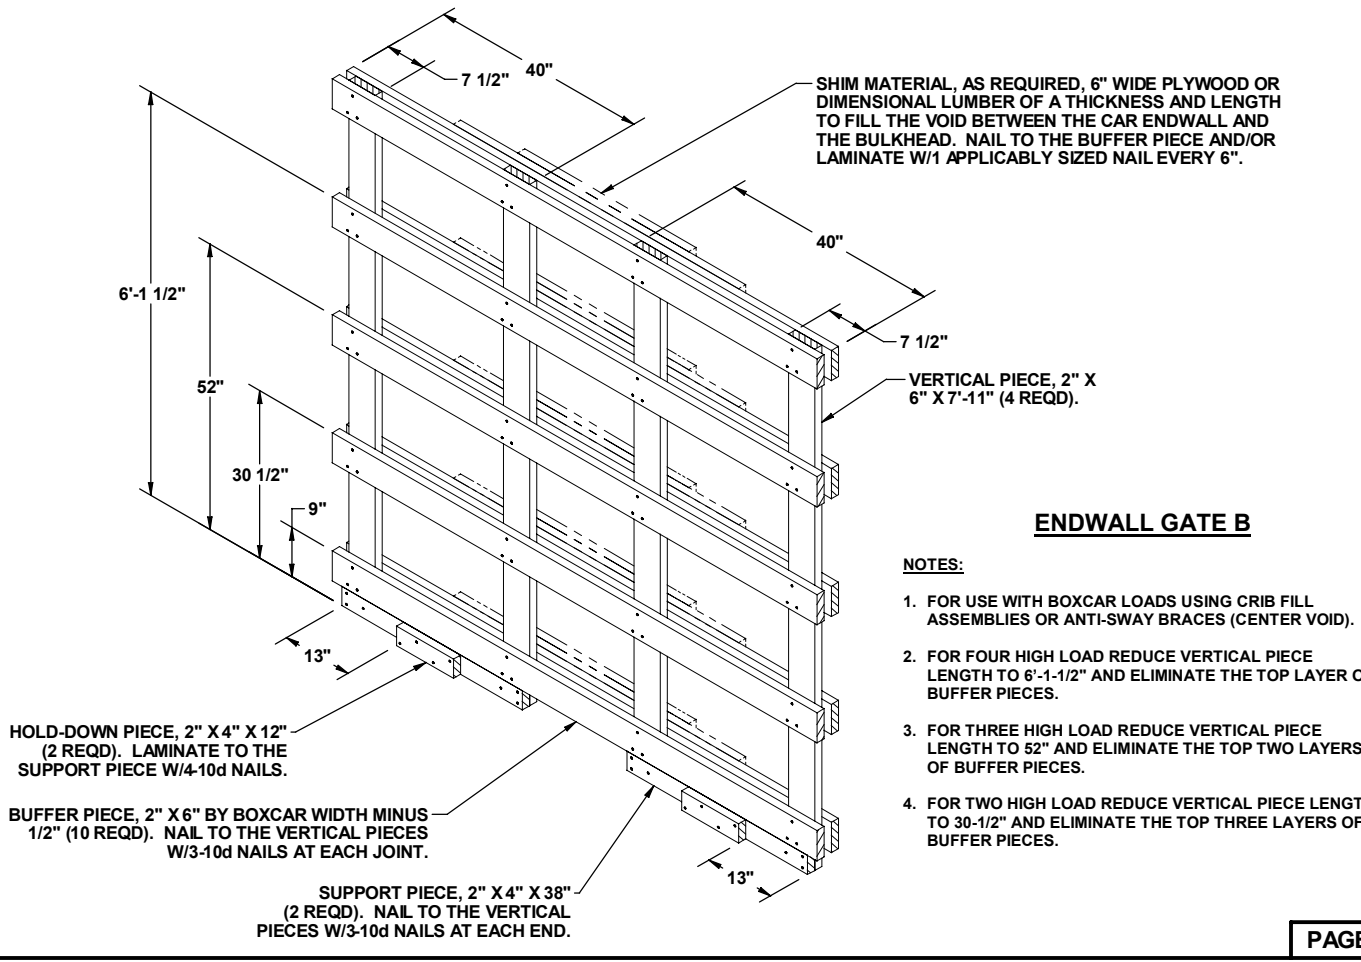 40"
7 1/2"
SHIM MATERIAL, AS REQUIRED, 6" WIDE PLYWOOD OR
DIMENSIONAL LUMBER OF A THICKNESS AND LENGTH
TO FILL THE VOID BETWEEN THE CAR ENDWALL AND
THE BULKHEAD. NAIL TO THE BUFFER PIECE AND/OR
LAMINATE W/1 APPLICABLY SIZED NAIL EVERY 6".
40"
6'-1 1/2"
7 1/2"
VERTICAL PIECE, 2" X
6" X 7'-11" (4 REQD).
52"
30 1/2"
9"
13"
ENDWALL GATE B
NOTES:
1. FOR USE WITH BOXCAR LOADS USING CRIB FILL
ASSEMBLIES OR ANTI-SWAY BRACES (CENTER VOID).
2. FOR FOUR HIGH LOAD REDUCE VERTICAL PIECE
LENGTH TO 6'-1-1/2" AND ELIMINATE THE TOP LAYER
BUFFER PIECES.
3. FOR THREE HIGH LOAD REDUCE VERTICAL PIECE
LENGTH TO 52" AND ELIMINATE THE TOP TWO LAYERS
OF BUFFER PIECES.
4. FOR TWO HIGH LOAD REDUCE VERTICAL PIECE LENGT
TO 30-1/2" AND ELIMINATE THE TOP THREE LAYERS OF
BUFFER PIECES.
HOLD-DOWN PIECE, 2" X 4" X 12"
(2 REQD). LAMINATE TO THE
SUPPORT PIECE W/4-10d NAILS.
BUFFER PIECE, 2" X 6" BY BOXCAR WIDTH MINUS
1/2" (10 REQD). NAIL TO THE VERTICAL PIECES
W/3-10d NAILS AT EACH JOINT.
SUPPORT PIECE, 2" X 4" X 38"
(2 REQD). NAIL TO THE VERTICAL
PIECES W/3-10d NAILS AT EACH END.
13"
PAGE